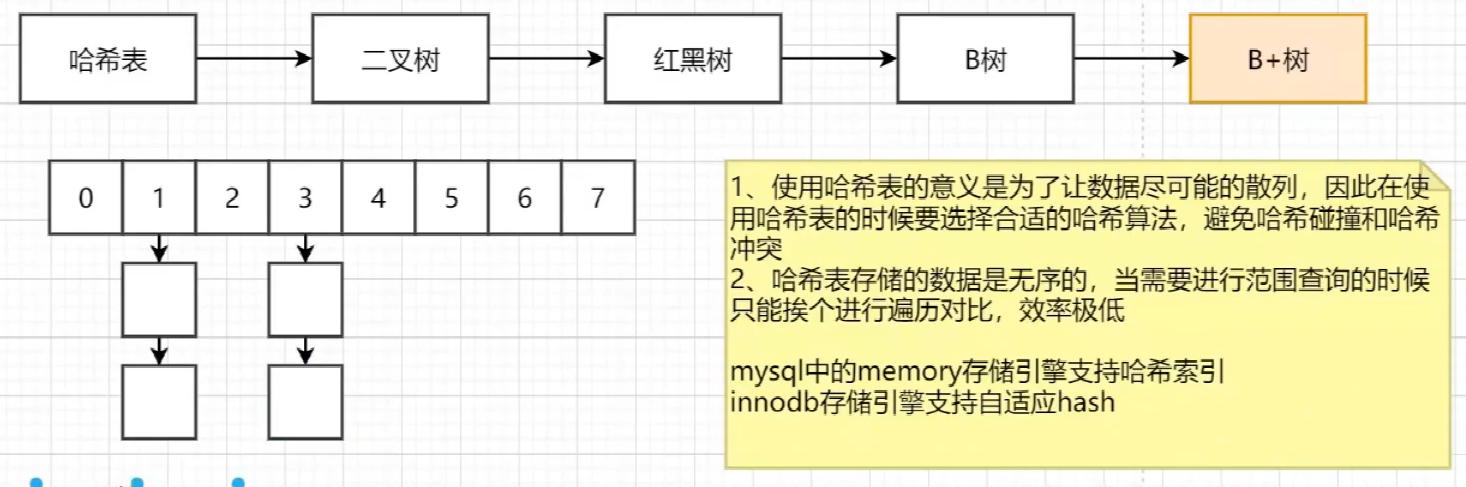 哈希表 二叉树 红黑树 B树 B+树
0 1 2 3 4 5 6 7
1、使用哈希表的意义是为了让数据尽可能的散列，因此在使
用哈希表的时候要选择合适的哈希算法，避免哈希碰撞和哈希
冲突
2、哈希表存储的数据是无序的，当需要进行范围查询的时候
只能挨个进行遍历对比，效率极低
mysql中的memory存储引擎支持哈希索引
innodb存储引擎支持自适应hash